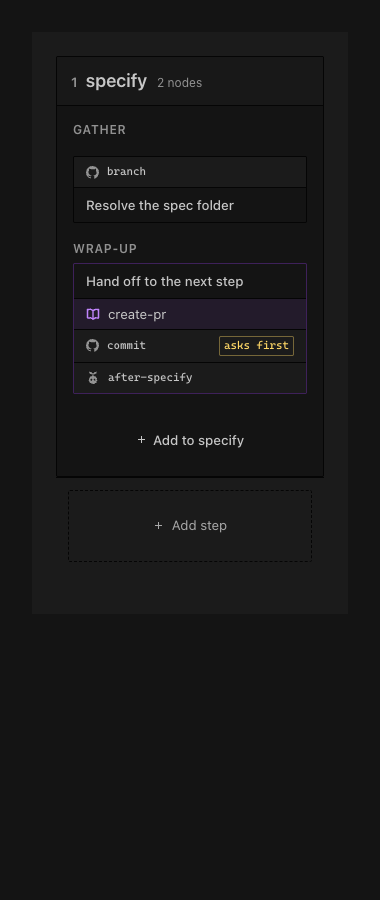 1 specify 2 nodes
GATHER
branch
Resolve the spec folder
WRAP-UP
Hand off to the next step
create-pr
commit asks first
after-specify
+ Add to specify
+ Add step